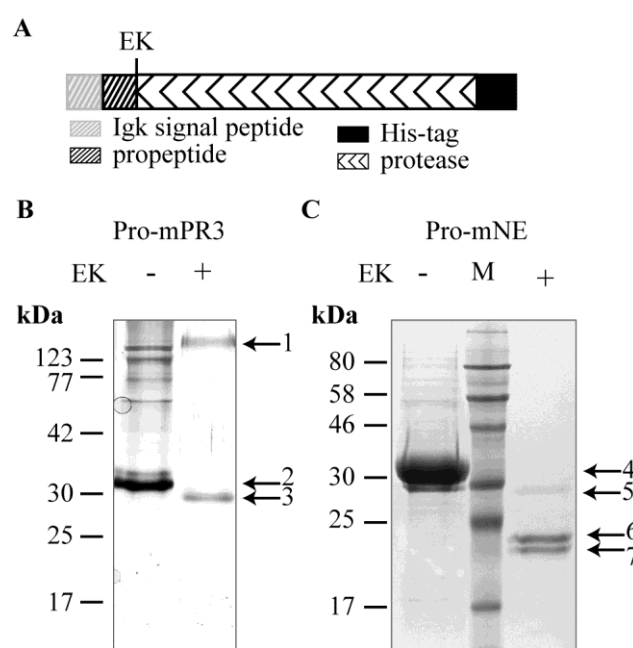 A
EK
Igk signal peptide
propeptide
His-tag
protease
B
Pro-mPR3
EK - +
kDa
123
77
42
30
25
17
1
2
3
C
Pro-mNE
EK - M +
kDa
80
58
46
30
25
17
4
5
6
7